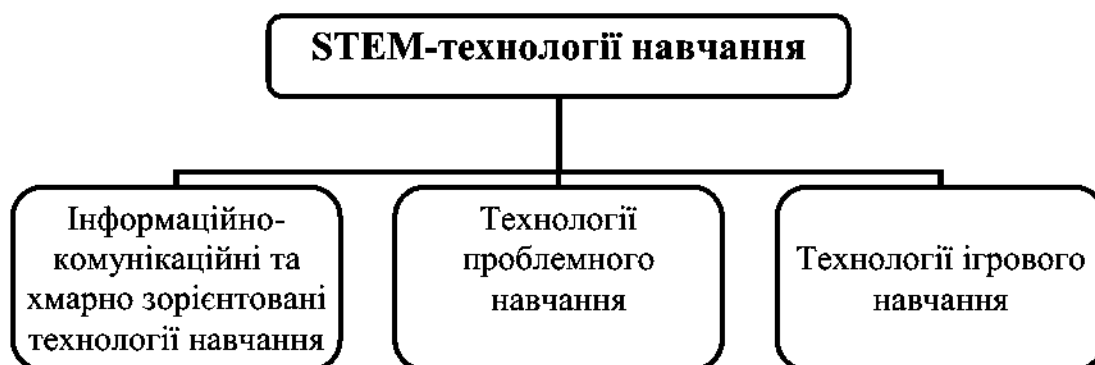 STEM-технології навчання
Інформаційно-
комунікаційні та
хмарно зорієнтовані
технології навчання
Технології
проблемного
навчання
Технології ігрового
навчання